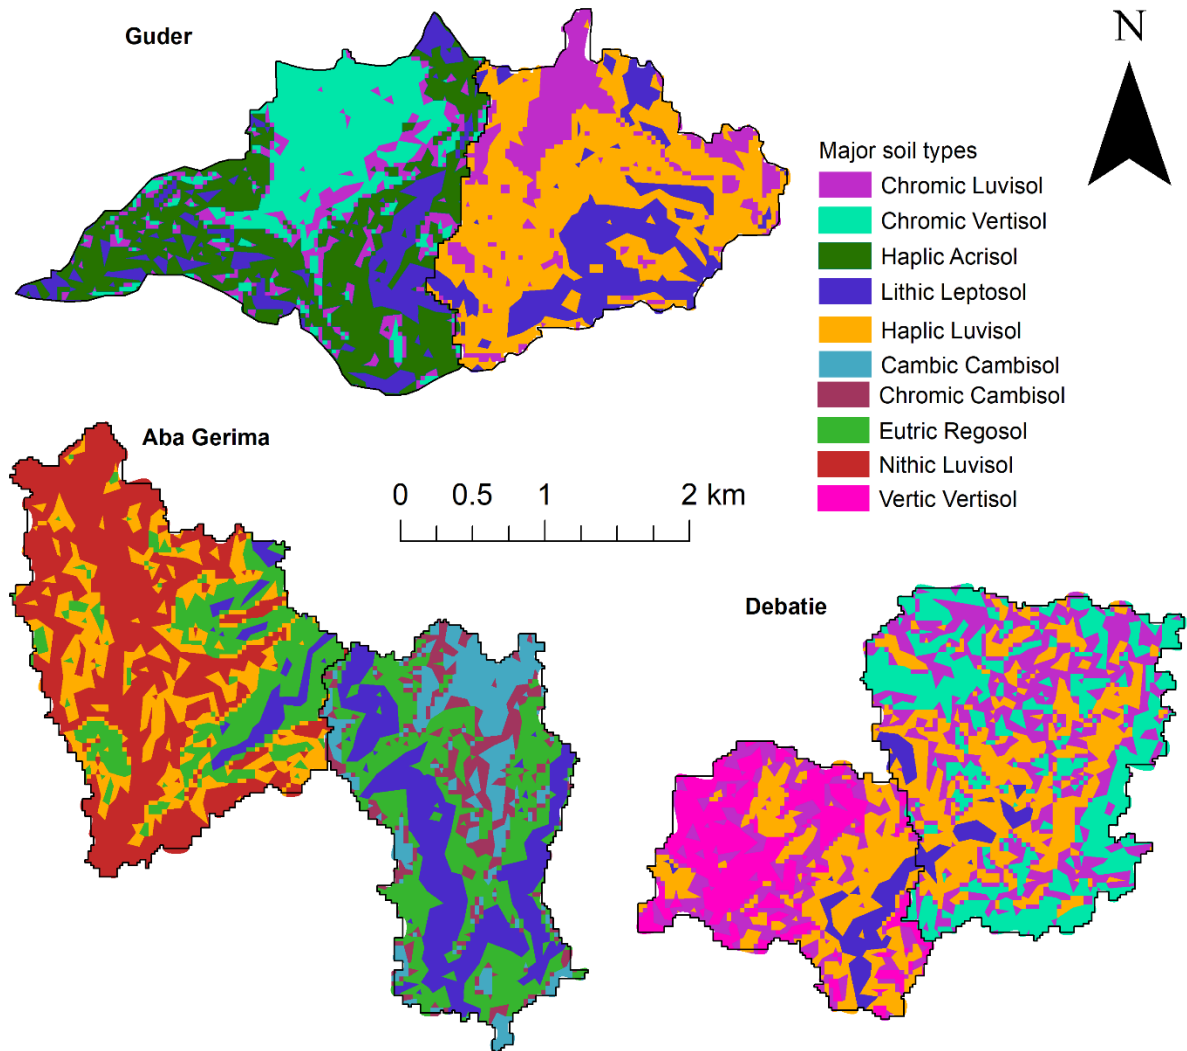 Guder
N
Major soil types
Chromic Luvisol
Chromic Vertisol
Haplic Acrisol
Lithic Leptosol
Haplic Luvisol
Cambic Cambisol
Chromic Cambisol
Eutric Regosol
Nithic Luvisol
Vertic Vertisol
Aba Gerima
0 0.5 1 2 km
Debatie